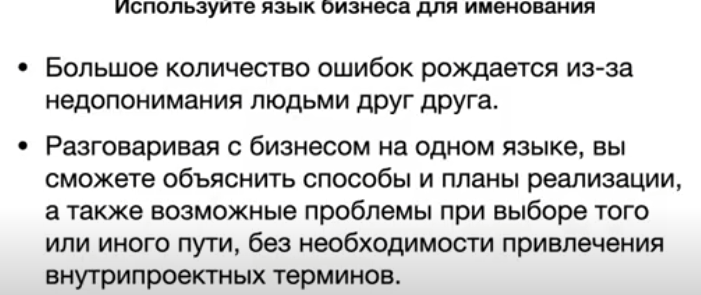 Используйте язык бизнеса для именования
• Большое количество ошибок рождается из-за
недопонимания людьми друг друга.
• Разговаривая с бизнесом на одном языке, вы
сможете объяснить способы и планы реализации,
а также возможные проблемы при выборе того
или иного пути, без необходимости привлечения
внутрипроектных терминов.